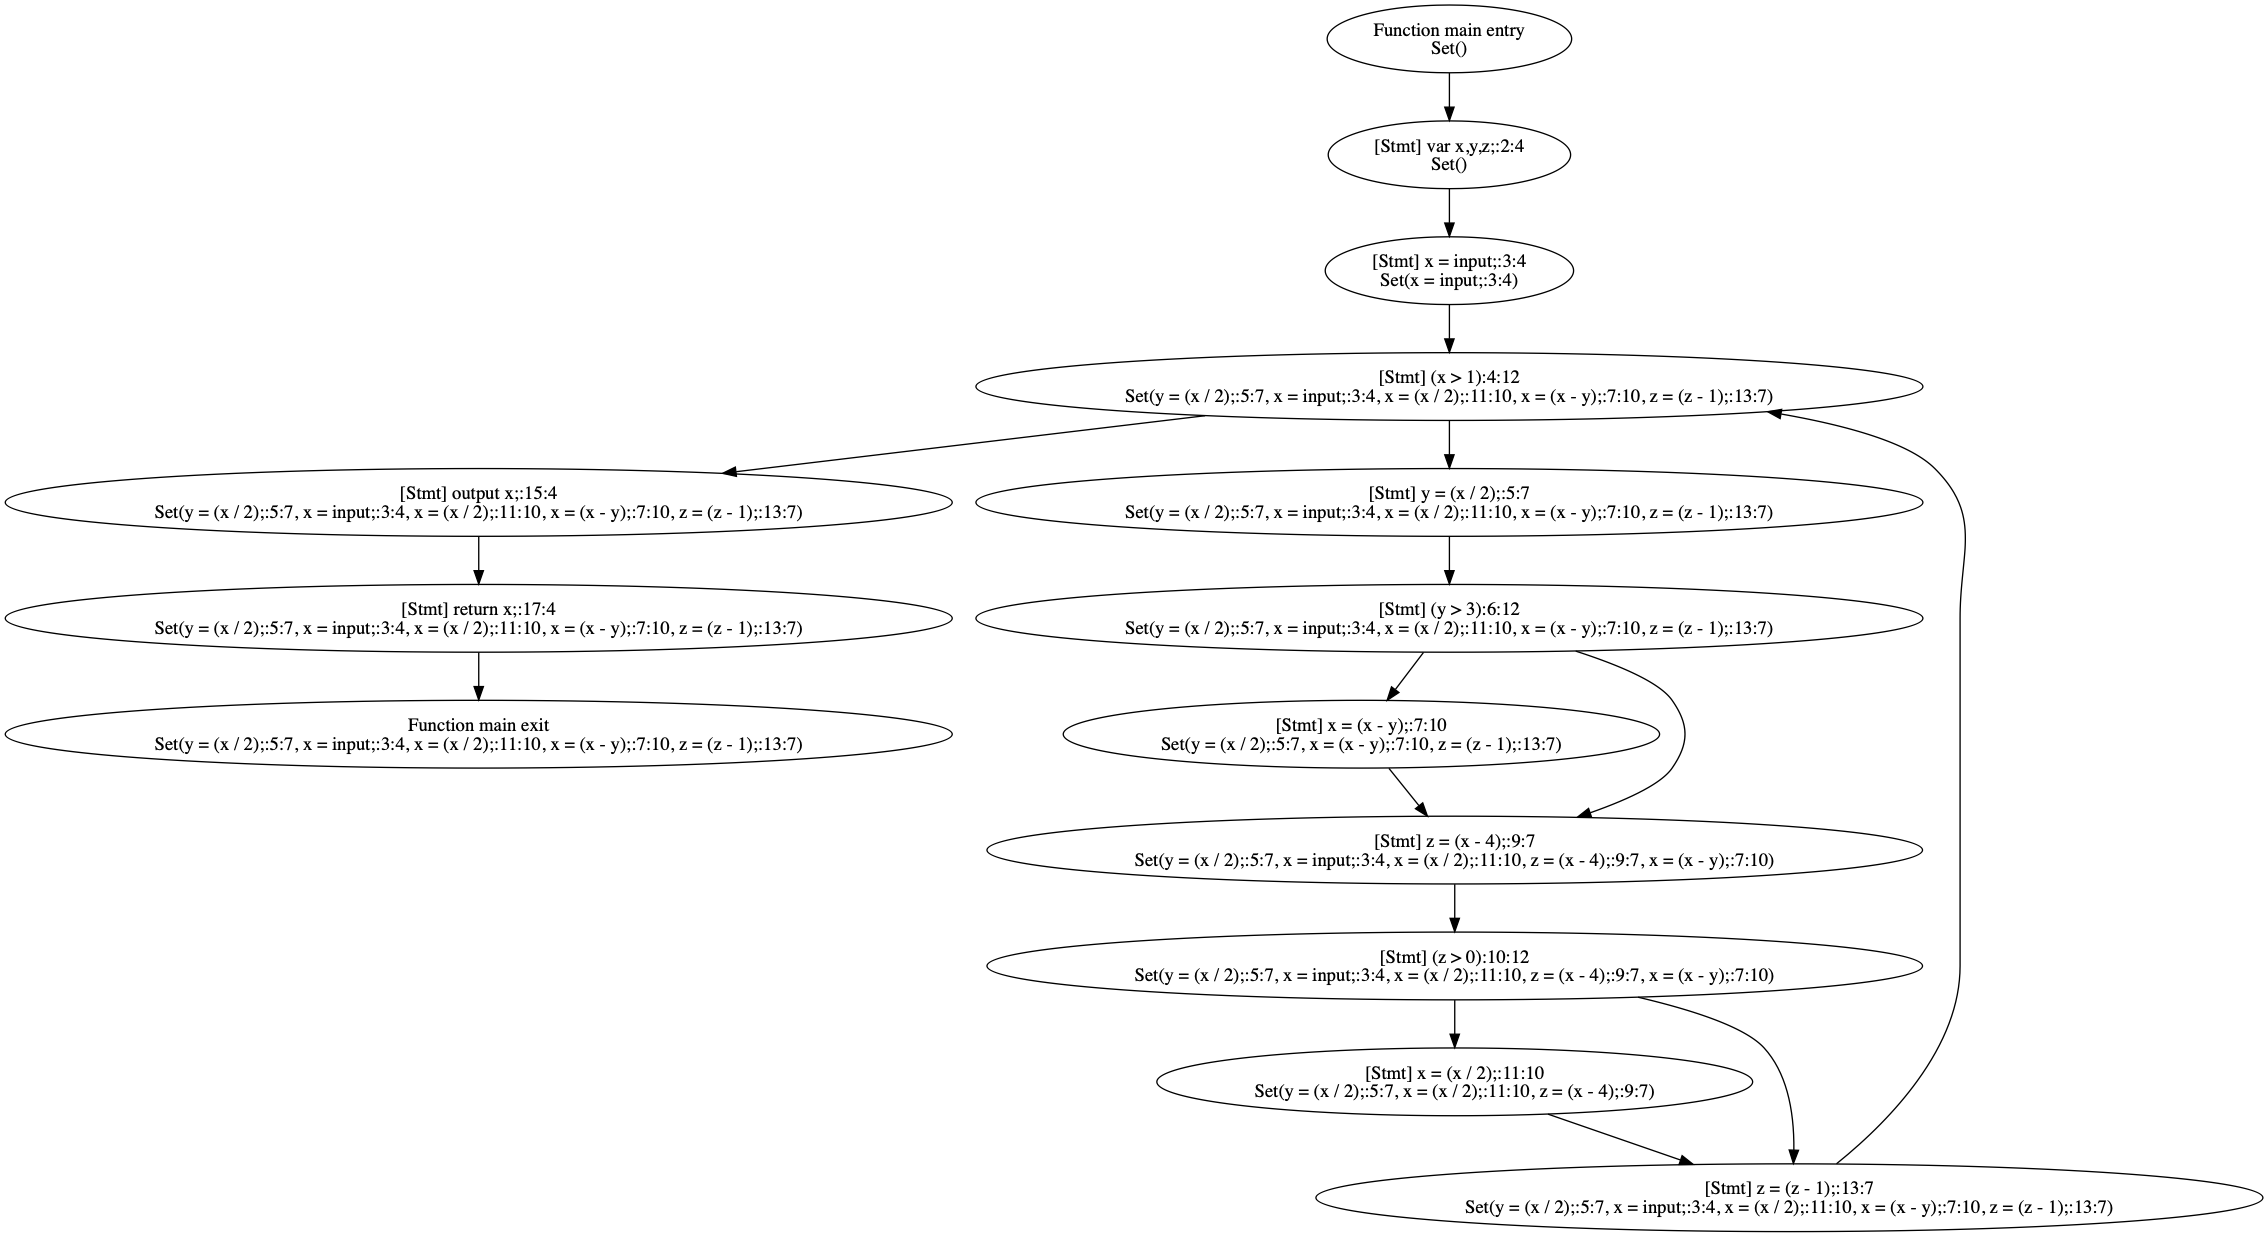 Function main entry
Set()
[Stmt] var x,y,z;:2:4
Set()
[Stmt] x = input;:3:4
Set(x = input;:3:4)
[Stmt] (x > 1):4:12
Set(y = (x / 2);:5:7, x = input;:3:4, x = (x / 2);:11:10, x = (x - y);:7:10, z = (z - 1);:13:7)
[Stmt] output x;:15:4
Set(y = (x / 2);:5:7, x = input;:3:4, x = (x / 2);:11:10, x = (x - y);:7:10, z = (z - 1);:13:7)
[Stmt] y = (x / 2);:5:7
Set(y = (x / 2);:5:7, x = input;:3:4, x = (x / 2);:11:10, x = (x - y);:7:10, z = (z - 1);:13:7)
[Stmt] return x;:17:4
Set(y = (x / 2);:5:7, x = input;:3:4, x = (x / 2);:11:10, x = (x - y);:7:10, z = (z - 1);:13:7)
[Stmt] (y > 3):6:12
Set(y = (x / 2);:5:7, x = input;:3:4, x = (x / 2);:11:10, x = (x - y);:7:10, z = (z - 1);:13:7)
Function main exit
Set(y = (x / 2);:5:7, x = input;:3:4, x = (x / 2);:11:10, x = (x - y);:7:10, z = (z - 1);:13:7)
[Stmt] x = (x - y);:7:10
Set(y = (x / 2);:5:7, x = (x - y);:7:10, z = (z - 1);:13:7)
[Stmt] z = (x - 4);:9:7
Set(y = (x / 2);:5:7, x = input;:3:4, x = (x / 2);:11:10, z = (x - 4);:9:7, x = (x - y);:7:10)
[Stmt] (z > 0):10:12
Set(y = (x / 2);:5:7, x = input;:3:4, x = (x / 2);:11:10, z = (x - 4);:9:7, x = (x - y);:7:10)
[Stmt] x = (x / 2);:11:10
Set(y = (x / 2);:5:7, x = (x / 2);:11:10, z = (x - 4);:9:7)
[Stmt] z = (z - 1);:13:7
Set(y = (x / 2);:5:7, x = input;:3:4, x = (x / 2);:11:10, x = (x - y);:7:10, z = (z - 1);:13:7)